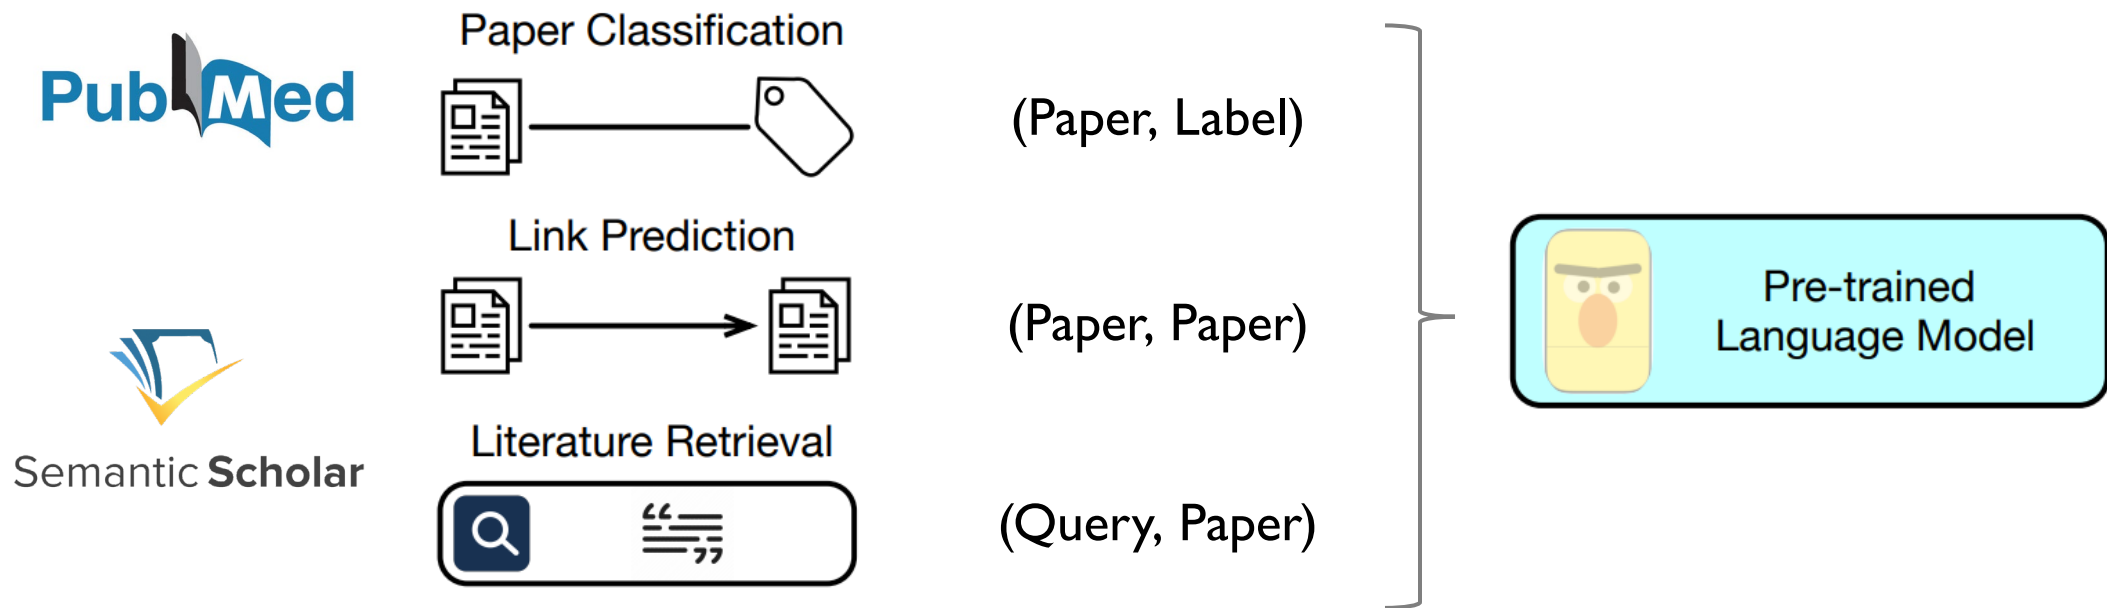 PubMed
Paper Classification
(Paper, Label)
Link Prediction
(Paper, Paper)
Semantic Scholar
Literature Retrieval
(Query, Paper)
Pre-trained
Language Model